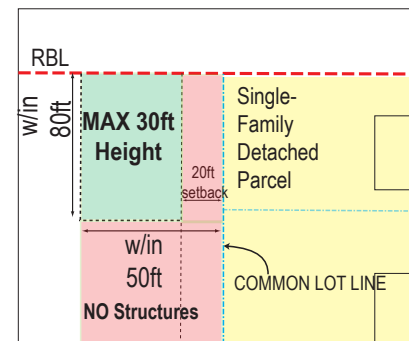 RBL
w/in
80ft
MAX 30ft
Height
20ft
setback
Single-
Family
Detached
Parcel
w/in
50ft
NO Structures
COMMON LOT LINE